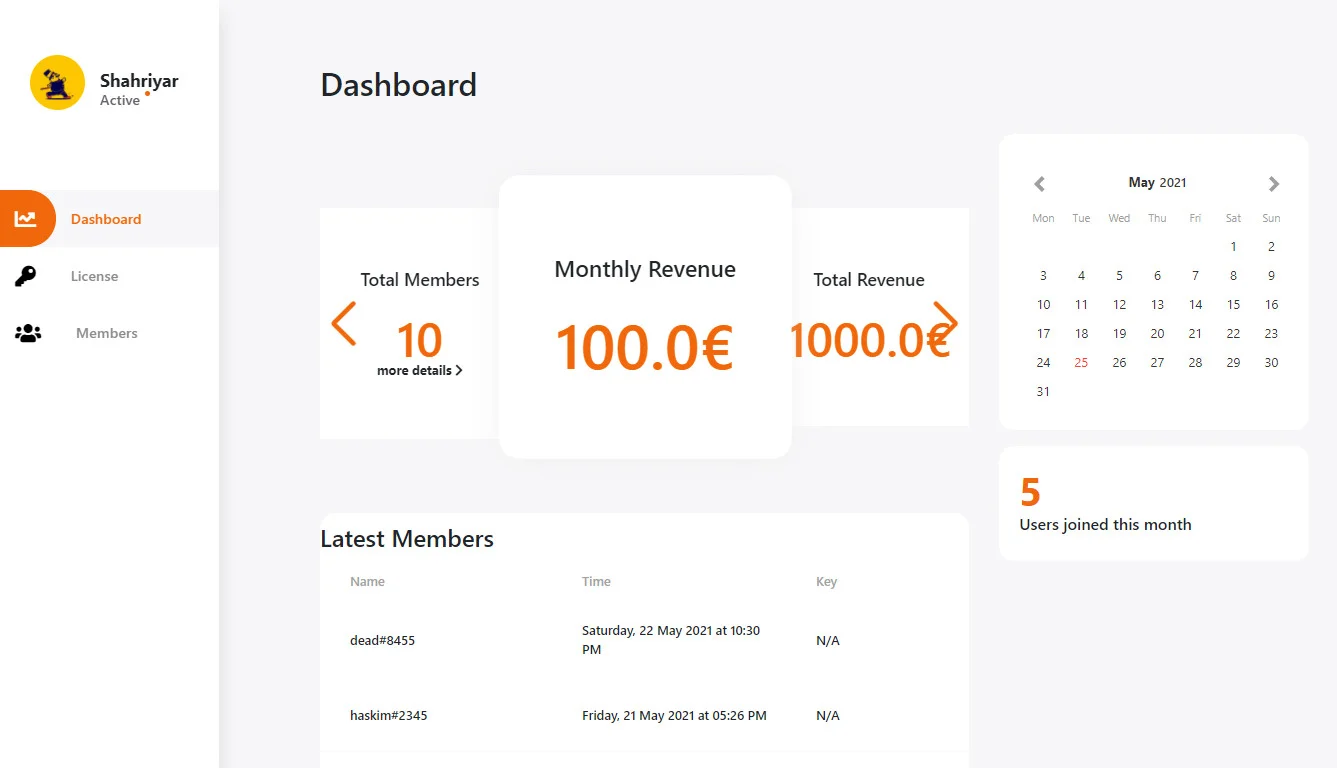 Shahriyar
Active
Dashboard
License
Members
Dashboard
Total Members
10
more details
Monthly Revenue
100.0€
Total Revenue
1000.0€
May 2021
Mon Tue Wed Thu Fri Sat Sun
1 2
3 4 5 6 7 8 9
10 11 12 13 14 15 16
17 18 19 20 21 22 23
24 25 26 27 28 29 30
31
5
Users joined this month
Latest Members
Name Time Key
dead#8455 Saturday, 22 May 2021 at 10:30 N/A
PM
haskim#2345 Friday, 21 May 2021 at 05:26 PM N/A